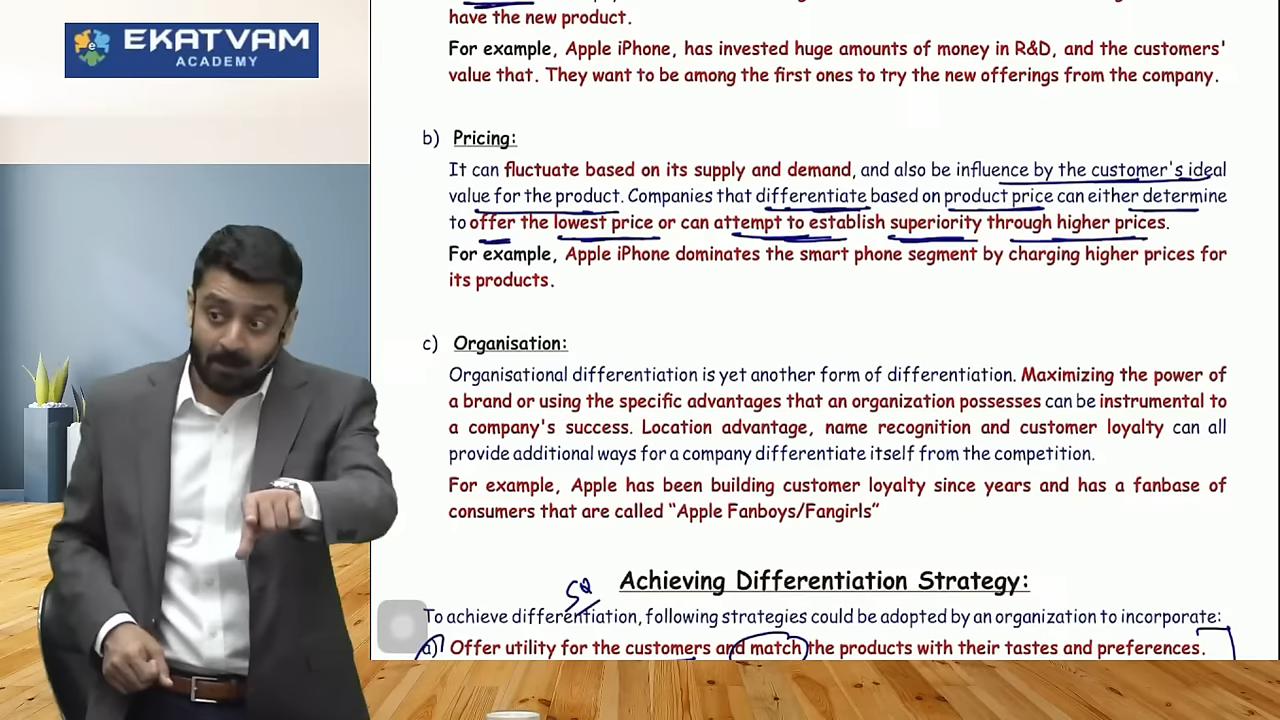 EKATVAM
ACADEMY
have the new product.
For example, Apple iPhone, has invested huge amounts of money in R&D, and the customers'
value that. They want to be among the first ones to try the new offerings from the company.
b) Pricing:
It can fluctuate based on its supply and demand, and also be influence by the customer's ideal
value for the product. Companies that differentiate based on product price can either determine
to offer the lowest price or can attempt to establish superiority through higher prices.
For example, Apple iPhone dominates the smart phone segment by charging higher prices for
its products.
c) Organisation:
Organisational differentiation is yet another form of differentiation. Maximizing the power of
a brand or using the specific advantages that an organization possesses can be instrumental to
a company's success. Location advantage, name recognition and customer loyalty can all
provide additional ways for a company differentiate itself from the competition.
For example, Apple has been building customer loyalty since years and has a fanbase of
consumers that are called “Apple Fanboys/Fangirls”
Achieving Differentiation Strategy:
To achieve differentiation, following strategies could be adopted by an organization to incorporate:
a) Offer utility for the customers and match the products with their tastes and preferences.